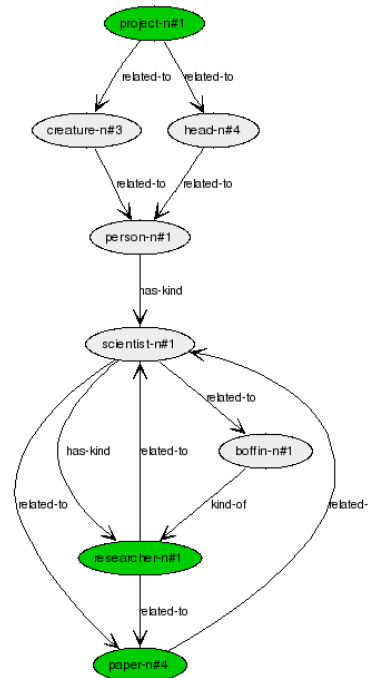 project-n#1
related-to related-to
creature-n#3 head-n#4
related-to related-to
person-n#1
has-kind
scientist-n#1
related-to
has-kind related-to boffin-n#1
related-to kind-of related-
researcher-n#1
related-to
paper-n#4